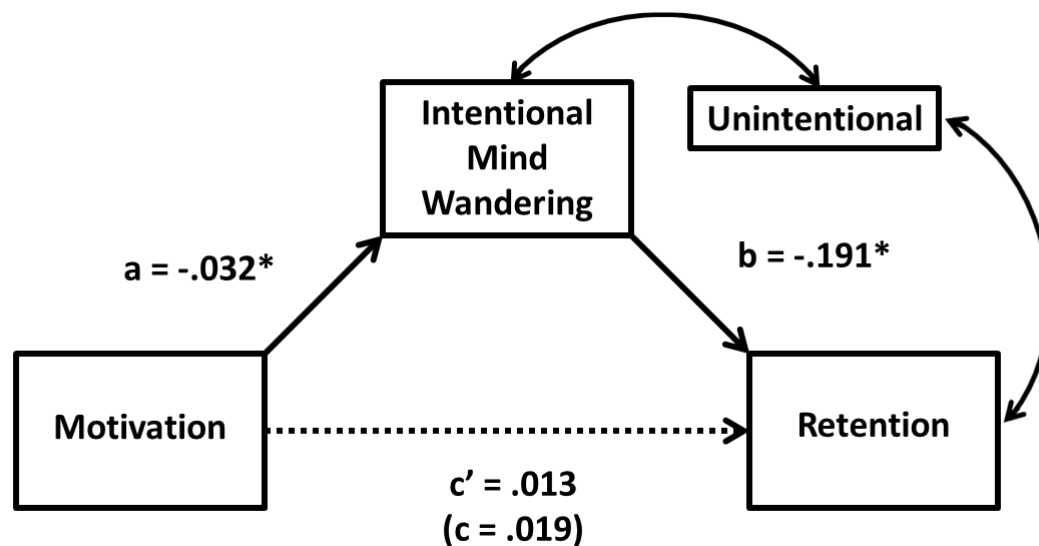 Intentional
Mind
Wandering
Unintentional
a = -.032*
b = -.191*
Motivation
Retention
c’ = .013
(c = .019)